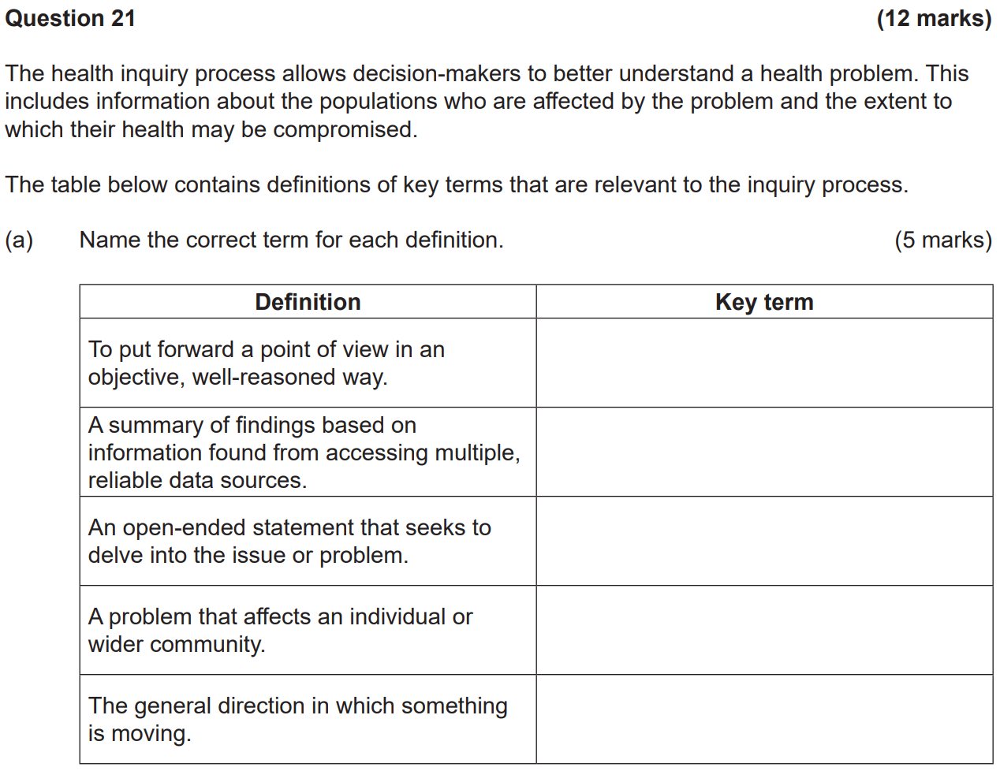 Question 21 (12 marks)
The health inquiry process allows decision-makers to better understand a health problem. This
includes information about the populations who are affected by the problem and the extent to
which their health may be compromised.
The table below contains definitions of key terms that are relevant to the inquiry process.
(a) Name the correct term for each definition. (5 marks)
Definition Key term
To put forward a point of view in an
objective, well-reasoned way.
A summary of findings based on
information found from accessing multiple,
reliable data sources.
An open-ended statement that seeks to
delve into the issue or problem.
A problem that affects an individual or
wider community.
The general direction in which something
is moving.